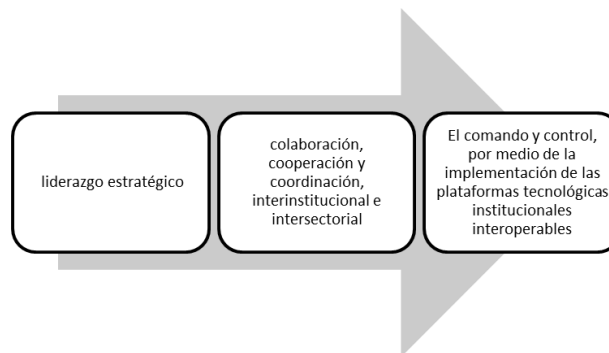 liderazgo estratégico
colaboración,
cooperación y
coordinación,
interinstitucional e
intersectorial
El comando y control,
por medio de la
implementación de las
plataformas tecnológicas
institucionales
interoperables